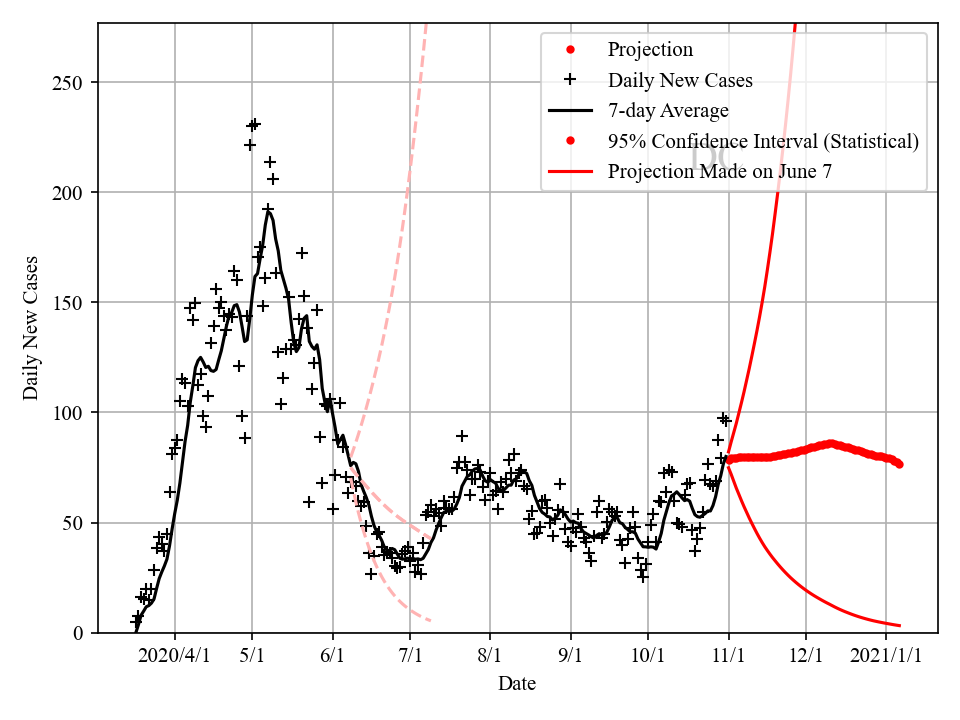 250
200
150
100
50
0
Daily New Cases
Projection
Daily New Cases
7-day Average
95% Confidence Interval (Statistical)
DC
Projection Made on June 7
2020/4/1 5/1 6/1 7/1 8/1 9/1 10/1 11/1 12/1 2021/1/1
Date